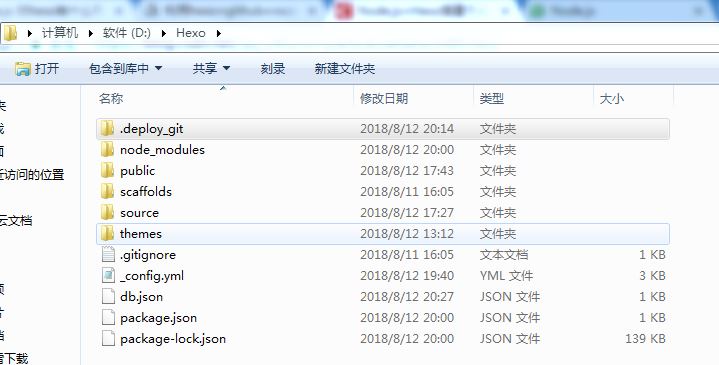 计算机 ▸ 软件 (D:) ▸ Hexo ▸
打开 包含到库中 共享 刻录 新建文件夹
名称 修改日期 类型 大小
.deploy_git 2018/8/12 20:14 文件夹
node_modules 2018/8/12 20:00 文件夹
public 2018/8/12 17:43 文件夹
scaffolds 2018/8/11 16:05 文件夹
近访问的位置
source 2018/8/12 17:27 文件夹
云文档
themes 2018/8/12 13:12 文件夹
.gitignore 2018/8/11 16:05 文本文档 1 KB
_config.yml 2018/8/12 19:40 YML 文件 3 KB
db.json 2018/8/12 20:27 JSON 文件 1 KB
package.json 2018/8/12 20:00 JSON 文件 1 KB
package-lock.json 2018/8/12 20:00 JSON 文件 139 KB
雷下载